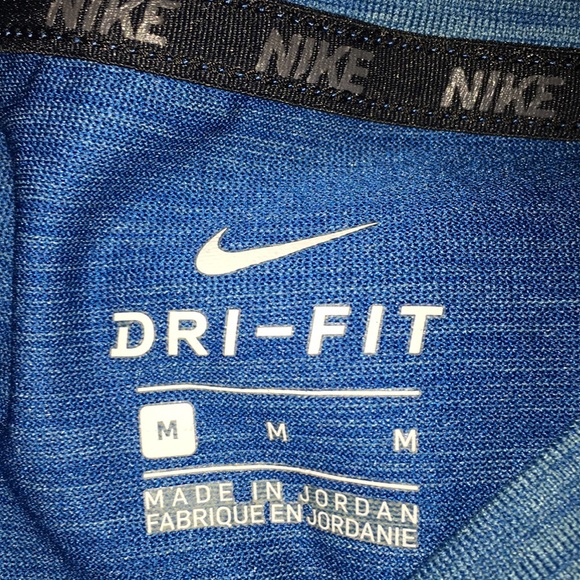 NIKE NIKE NIKE
DRI-FIT
M M M
MADE IN JORDAN
FABRIQUE EN JORDANIE